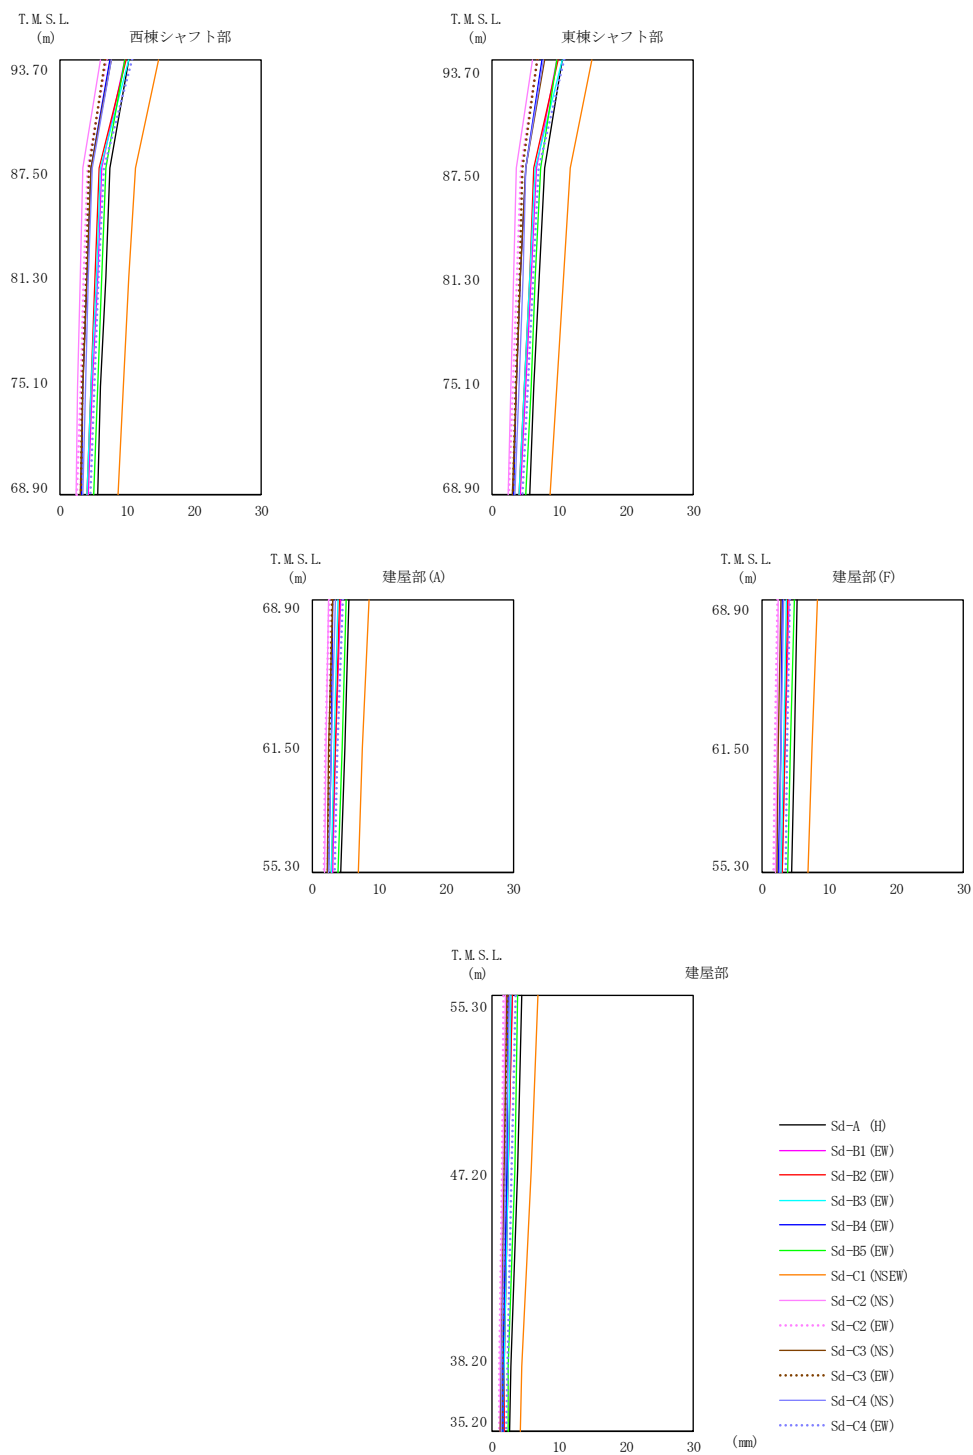 T.M.S.L.
(m)
西棟シャフト部
93.70
87.50
81.30
75.10
68.90
0 10 20 30
T.M.S.L.
(m)
東棟シャフト部
93.70
87.50
81.30
75.10
68.90
0 10 20 30
T.M.S.L.
(m)
建屋部(A)
68.90
61.50
55.30
0 10 20 30
T.M.S.L.
(m)
建屋部(F)
68.90
61.50
55.30
0 10 20 30
T.M.S.L.
(m)
建屋部
55.30
47.20
38.20
35.20
0 10 20 30
(mm)
Sd-A (H)
Sd-B1(EW)
Sd-B2(EW)
Sd-B3(EW)
Sd-B4(EW)
Sd-B5(EW)
Sd-C1(NSEW)
Sd-C2(NS)
Sd-C2(EW)
Sd-C3(NS)
Sd-C3(EW)
Sd-C4(NS)
Sd-C4(EW)